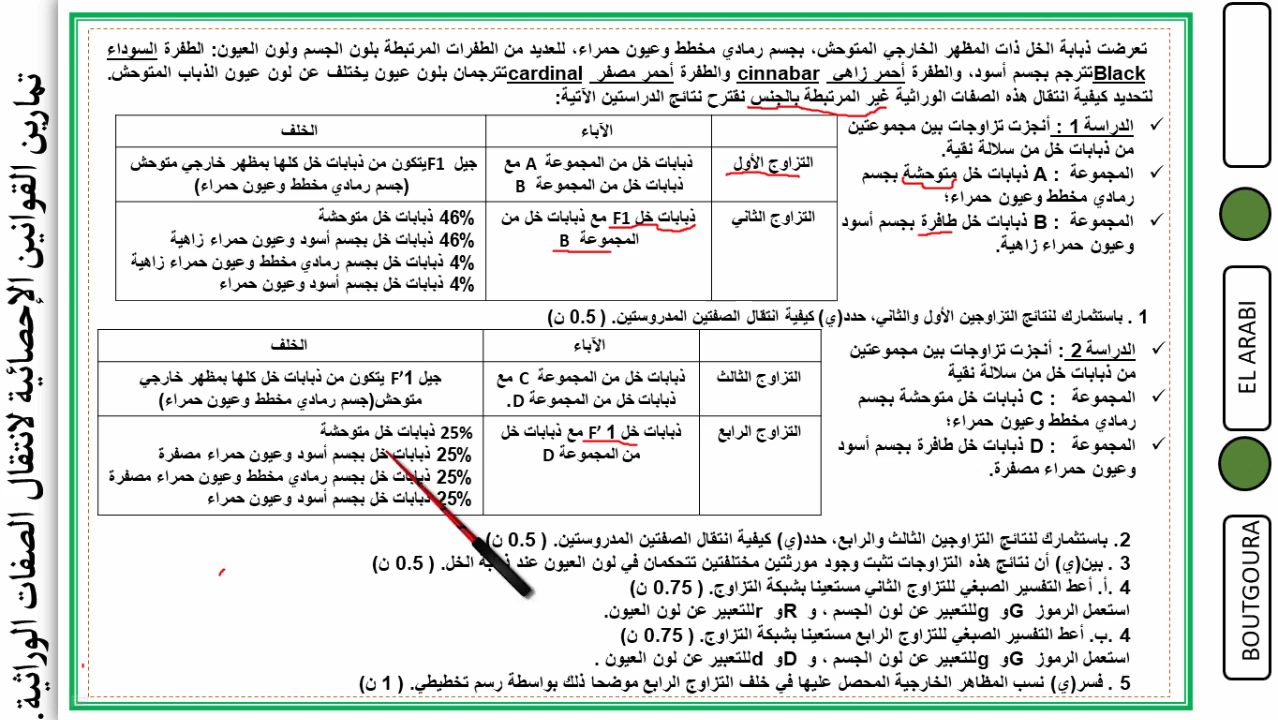 تمارين القوانين الإحصائية لانتقال الصفات الوراثية.
تعرضت ذبابة الخل ذات المظهر الخارجي المتوحش، بجسم رمادي مخطط وعيون حمراء، للعديد من الطفرات المرتبطة بلون الجسم ولون العيون: الطفرة السوداء
Black تترجم بجسم أسود، والطفرة أحمر زاهي cinnabar والطفرة أحمر مصفر cardinal تترجمان بلون عيون يختلف عن لون عيون الذباب المتوحش.
لتحديد كيفية انتقال هذه الصفات الوراثية غير المرتبطة بالجنس نقترح نتائج الدراستين الآتية:
✓ الدراسة 1 : أنجزت تزاوجات بين مجموعتين
من ذبابات خل من سلالة نقية.
✓ المجموعة A : ذبابات خل متوحشة بجسم
رمادي مخطط وعيون حمراء؛
✓ المجموعة B : ذبابات خل طافرة بجسم أسود
وعيون حمراء زاهية.
الآباء
الخلف
التزاوج الأول
ذبابات خل من المجموعة A مع
ذبابات خل من المجموعة B
جيل F1 يتكون من ذبابات خل كلها بمظهر خارجي متوحش
(جسم رمادي مخطط وعيون حمراء)
التزاوج الثاني
ذبابات خل F1 مع ذبابات خل من
المجموعة B
46% ذبابات خل متوحشة
46% ذبابات خل بجسم أسود وعيون حمراء زاهية
4% ذبابات خل بجسم رمادي مخطط وعيون حمراء زاهية
4% ذبابات خل بجسم أسود وعيون حمراء
1 . باستثمارك لنتائج التزاوجين الأول والثاني، حدد(ي) كيفية انتقال الصفتين المدروستين. ( 0.5 ن)
✓ الدراسة 2 : أنجزت تزاوجات بين مجموعتين
من ذبابات خل من سلالة نقية
✓ المجموعة C : ذبابات خل متوحشة بجسم
رمادي مخطط وعيون حمراء؛
✓ المجموعة D : ذبابات خل طافرة بجسم أسود
وعيون حمراء مصفرة.
الآباء
الخلف
التزاوج الثالث
ذبابات خل من المجموعة C مع
ذبابات خل من المجموعة D.
جيل F'1 يتكون من ذبابات خل كلها بمظهر خارجي
متوحش(جسم رمادي مخطط وعيون حمراء)
التزاوج الرابع
ذبابات خل F' 1 مع ذبابات خل
من المجموعة D
25% ذبابات خل متوحشة
25% ذبابات خل بجسم أسود وعيون حمراء مصفرة
25% ذبابات خل بجسم رمادي مخطط وعيون حمراء مصفرة
25% ذبابات خل بجسم أسود وعيون حمراء
2. باستثمارك لنتائج التزاوجين الثالث والرابع، حدد(ي) كيفية انتقال الصفتين المدروستين. ( 0.5 ن)
3 . بين(ي) أن نتائج هذه التزاوجات تثبت وجود مورثتين مختلفتين تتحكمان في لون العيون عند ذبابة الخل. ( 0.5 ن)
4 .أ. أعط التفسير الصبغي للتزاوج الثاني مستعينا بشبكة التزاوج. ( 0.75 ن)
استعمل الرموز G و g للتعبير عن لون الجسم ، و R و r للتعبير عن لون العيون.
4 .ب. أعط التفسير الصبغي للتزاوج الرابع مستعينا بشبكة التزاوج. ( 0.75 ن)
استعمل الرموز G و g للتعبير عن لون الجسم ، و D و d للتعبير عن لون العيون .
5 . فسر(ي) نسب المظاهر الخارجية المحصل عليها في خلف التزاوج الرابع موضحا ذلك بواسطة رسم تخطيطي. ( 1 ن)
EL ARABI
BOUTGOURA